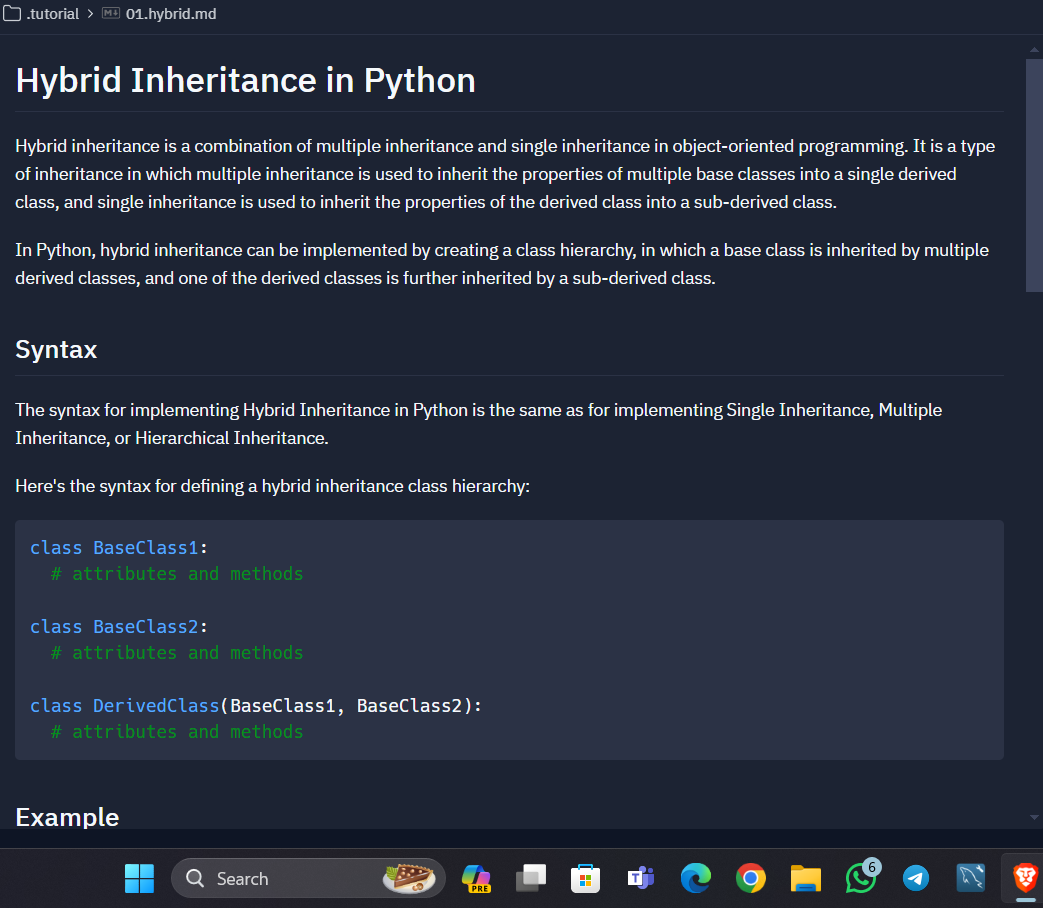 .tutorial > M↓ 01.hybrid.md
Hybrid Inheritance in Python
Hybrid inheritance is a combination of multiple inheritance and single inheritance in object-oriented programming. It is a type
of inheritance in which multiple inheritance is used to inherit the properties of multiple base classes into a single derived
class, and single inheritance is used to inherit the properties of the derived class into a sub-derived class.
In Python, hybrid inheritance can be implemented by creating a class hierarchy, in which a base class is inherited by multiple
derived classes, and one of the derived classes is further inherited by a sub-derived class.
Syntax
The syntax for implementing Hybrid Inheritance in Python is the same as for implementing Single Inheritance, Multiple
Inheritance, or Hierarchical Inheritance.
Here's the syntax for defining a hybrid inheritance class hierarchy:
class BaseClass1:
# attributes and methods
class BaseClass2:
# attributes and methods
class DerivedClass(BaseClass1, BaseClass2):
# attributes and methods
Example
Search
PRE
T
6